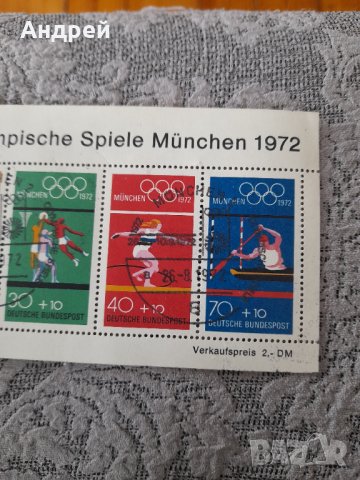 Андрей
mpische Spiele München 1972
MÜNCHEN 1972
MÜNCHEN 1972
MÜNCHEN 1972
MÜNCHEN
30+10
DEUTSCHE BUNDESPOST
40+10
DEUTSCHE BUNDESPOST
70+10
DEUTSCHE BUNDESPOST
Verkaufspreis 2,- DM
Bazar